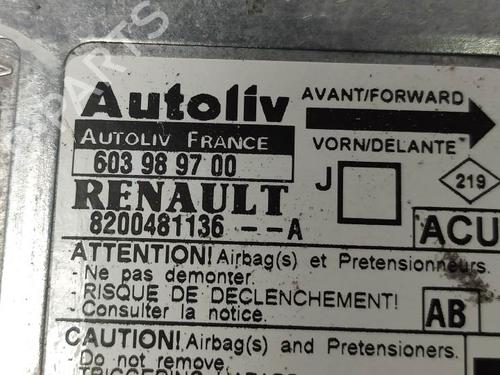 Autoliv
AVANT/FORWARD
AUTOLIV FRANCE
VORN/DELANTE
603 98 97 00
J
219
RENAULT
8200481136 --A
ACU
ATTENTION! Airbag(s) et Pretensionneurs.
- Ne pas demonter.
- RISQUE DE DECLENCHEMENT!
- Consulter la notice.
AB
CAUTION! Airbag(s) and Pretensioners.
Do not remove.